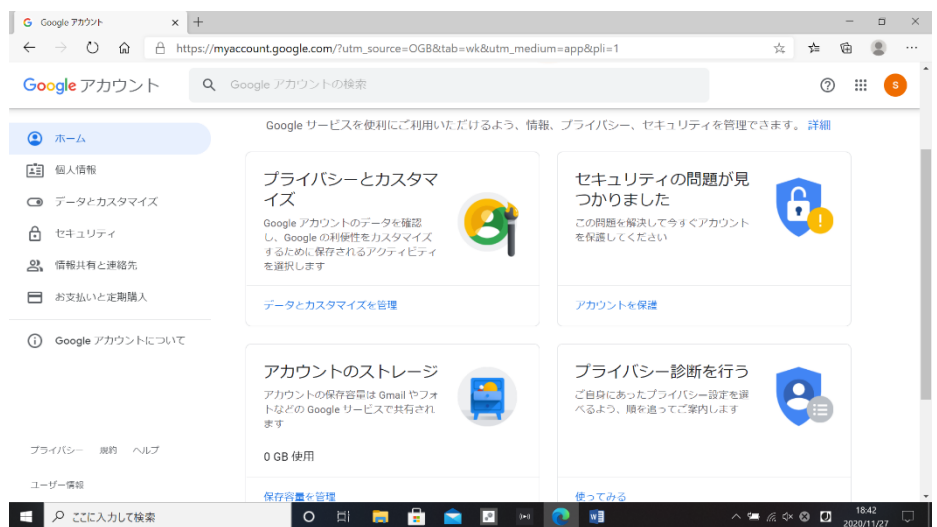 Google アカウント
https://myaccount.google.com/?utm_source=OGB&tab=wk&utm_medium=app&pli=1
Google アカウント
Google アカウントの検索
S
ホーム
個人情報
データとカスタマイズ
セキュリティ
情報共有と連絡先
お支払いと定期購入
Google アカウントについて
プライバシー 規約 ヘルプ
ユーザー情報
Google サービスを便利にご利用いただけるよう、情報、プライバシー、セキュリティを管理できます。 詳細
プライバシーとカスタマ
イズ
Google アカウントのデータを確認
し、Google の利便性をカスタマイズ
するために保存されるアクティビティ
を選択します
データとカスタマイズを管理
セキュリティの問題が見
つかりました
この問題を解決して今すぐアカウント
を保護してください
アカウントを保護
アカウントのストレージ
アカウントの保存容量は Gmail やフォ
トなどの Google サービスで共有され
ます
0 GB 使用
保存容量を管理
プライバシー診断を行う
ご自身にあったプライバシー設定を選
べるよう、順を追ってご案内します
使ってみる
ここに入力して検索
18:42
2020/11/27